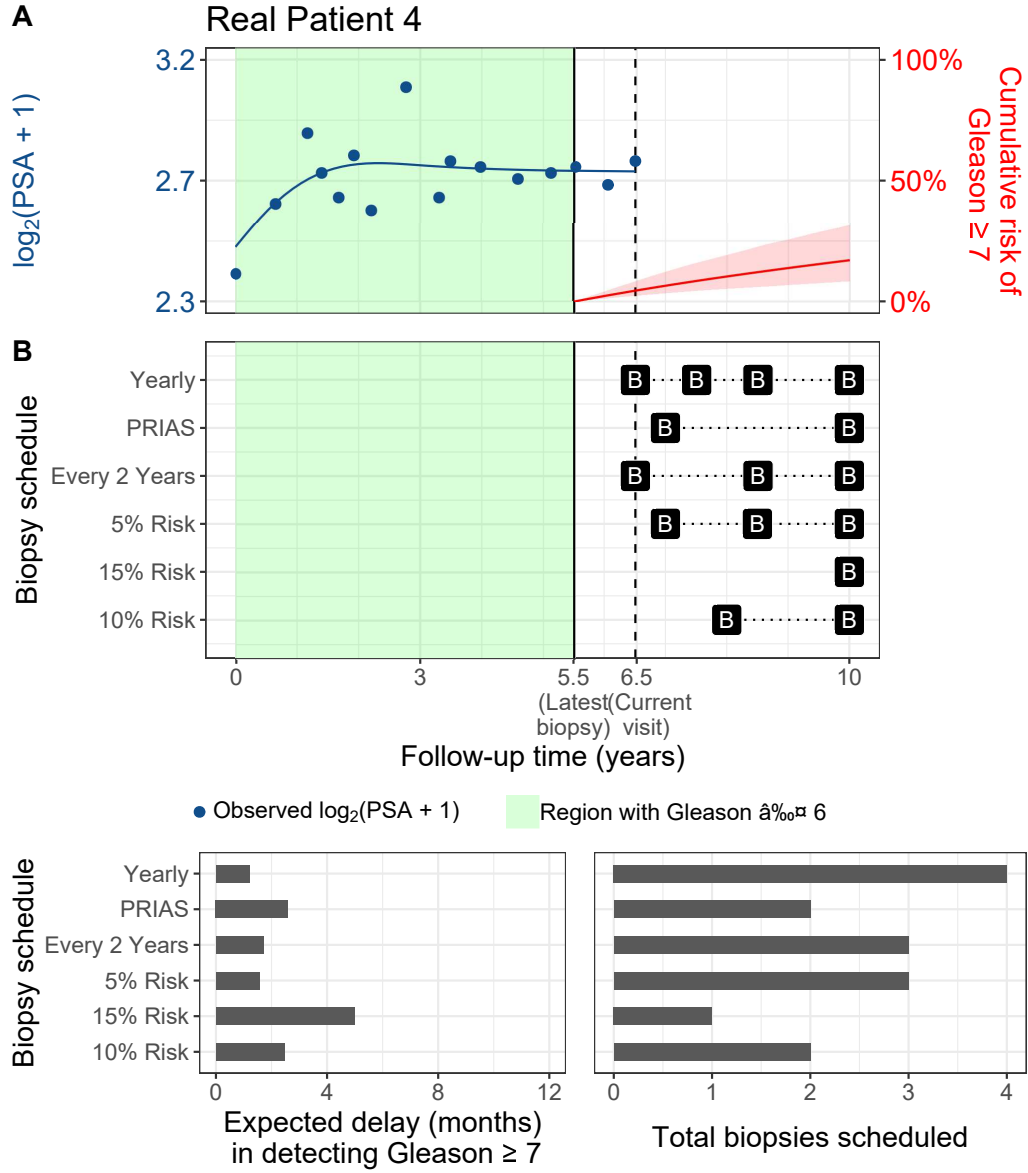 A
Real Patient 4
3.2
2.7
2.3
log₂(PSA + 1)
100%
50%
0%
Cumulative risk of
Gleason ≥ 7
B
Biopsy schedule
Yearly
B B B B
PRIAS
B B
Every 2 Years
B B B
5% Risk
B B B
15% Risk
B
10% Risk
B B
0 3 5.5 6.5 10
(Latest (Current
biopsy) visit)
Follow-up time (years)
Observed log₂(PSA + 1)
Region with Gleason â‰¤ 6
Biopsy schedule
Yearly
PRIAS
Every 2 Years
5% Risk
15% Risk
10% Risk
0 4 8 12
Expected delay (months)
in detecting Gleason ≥ 7
0 1 2 3 4
Total biopsies scheduled